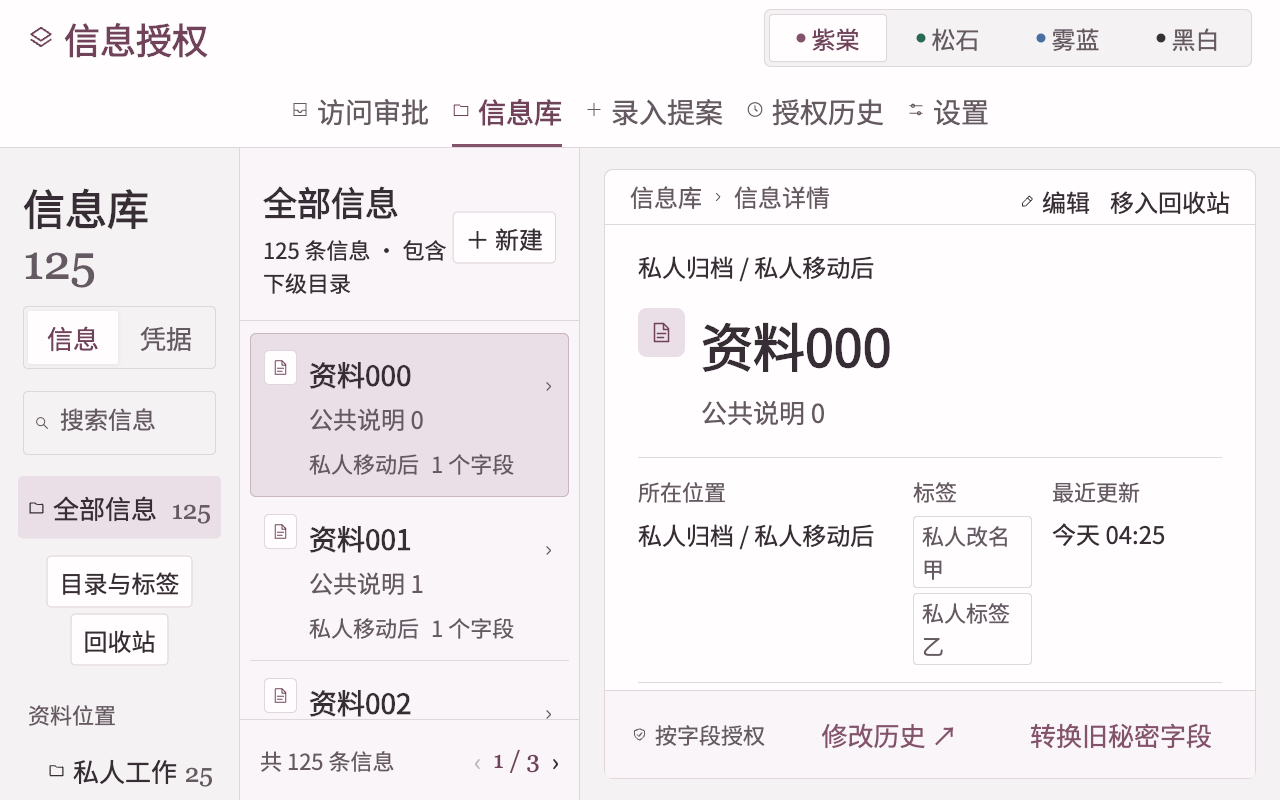 信息授权
紫棠 松石 雾蓝 黑白
访问审批 信息库 录入提案 授权历史 设置
信息库
125
信息 凭据
搜索信息
全部信息 125
目录与标签
回收站
资料位置
私人工作 25
全部信息
125 条信息 · 包含
下级目录
新建
资料000
公共说明 0
私人移动后 1 个字段
资料001
公共说明 1
私人移动后 1 个字段
资料002
共 125 条信息
‹ 1 / 3 ›
信息库 › 信息详情
编辑 移入回收站
私人归档 / 私人移动后
资料000
公共说明 0
所在位置
私人归档 / 私人移动后
标签
私人改名
甲
私人标签
乙
最近更新
今天 04:25
按字段授权 修改历史 ↗ 转换旧秘密字段